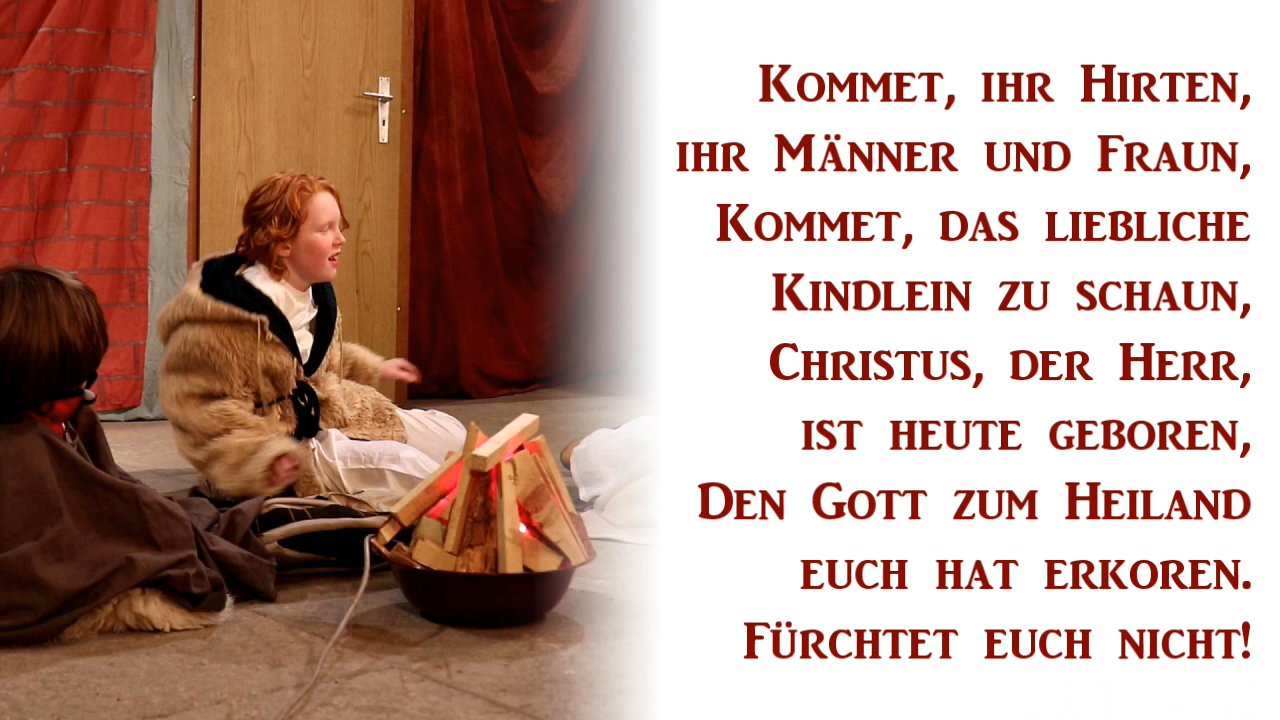 Kommet, ihr Hirten,
ihr Männer und Fraun,
Kommet, das liebliche
Kindlein zu schaun,
Christus, der Herr,
ist heute geboren,
Den Gott zum Heiland
euch hat erkoren.
Fürchtet euch nicht!